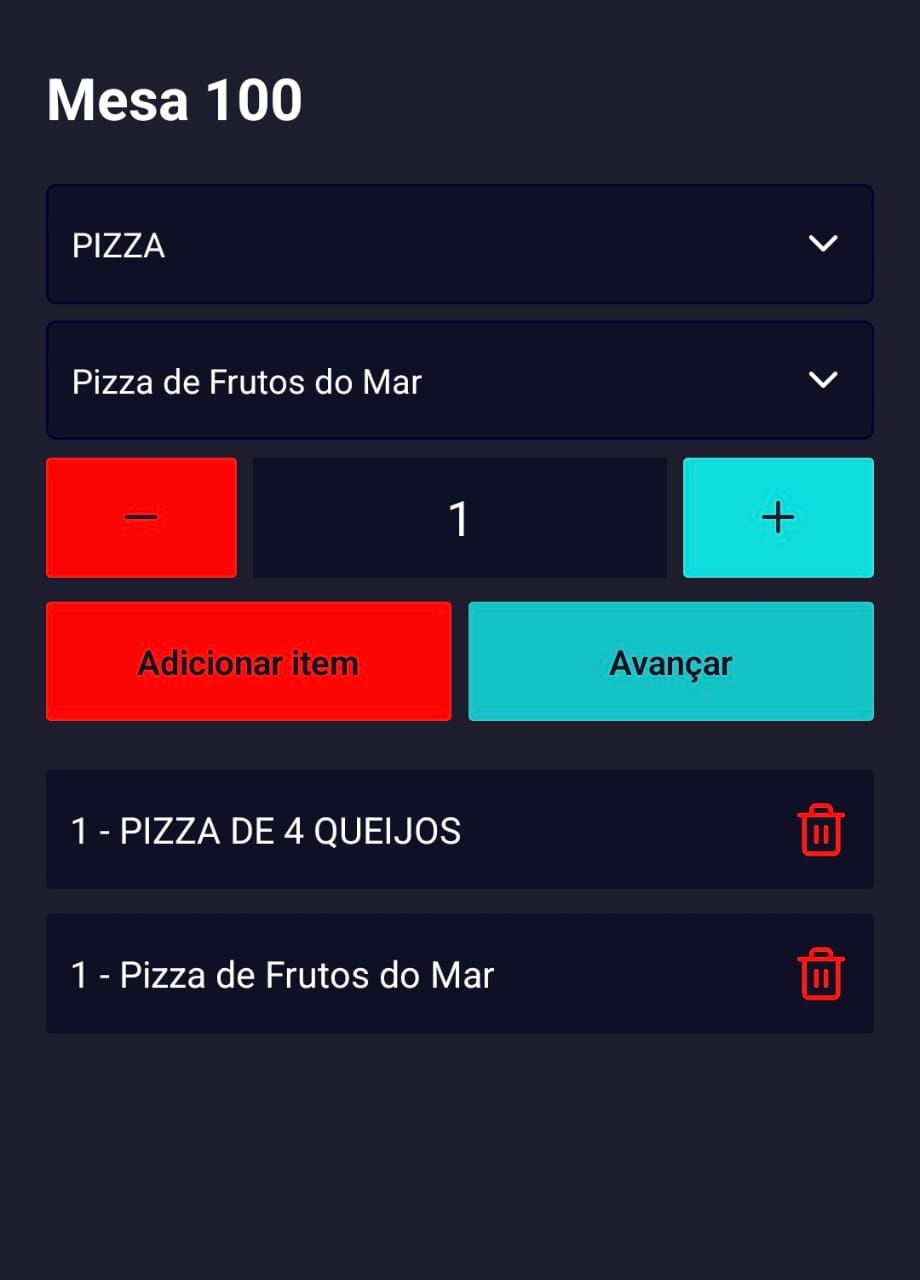 Mesa 100
PIZZA
Pizza de Frutos do Mar
− 1 +
Adicionar item Avançar
1 - PIZZA DE 4 QUEIJOS
1 - Pizza de Frutos do Mar